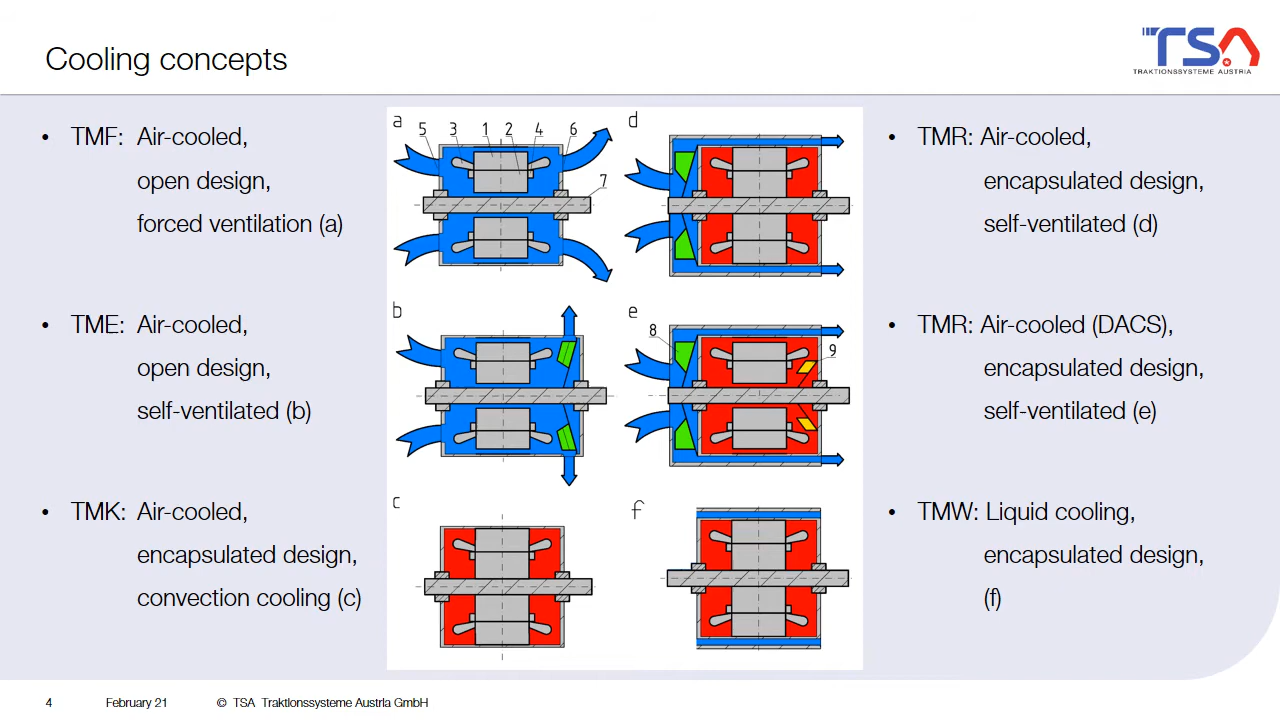 Cooling concepts
TSA
TRAKTIONSSYSTEME AUSTRIA
• TMF: Air-cooled,
open design,
forced ventilation (a)
• TME: Air-cooled,
open design,
self-ventilated (b)
• TMK: Air-cooled,
encapsulated design,
convection cooling (c)
a
5 3 1 2 4 6
7
b
c
d
e
8
9
f
• TMR: Air-cooled,
encapsulated design,
self-ventilated (d)
• TMR: Air-cooled (DACS),
encapsulated design,
self-ventilated (e)
• TMW: Liquid cooling,
encapsulated design,
(f)
4 February 21 © TSA Traktionssysteme Austria GmbH